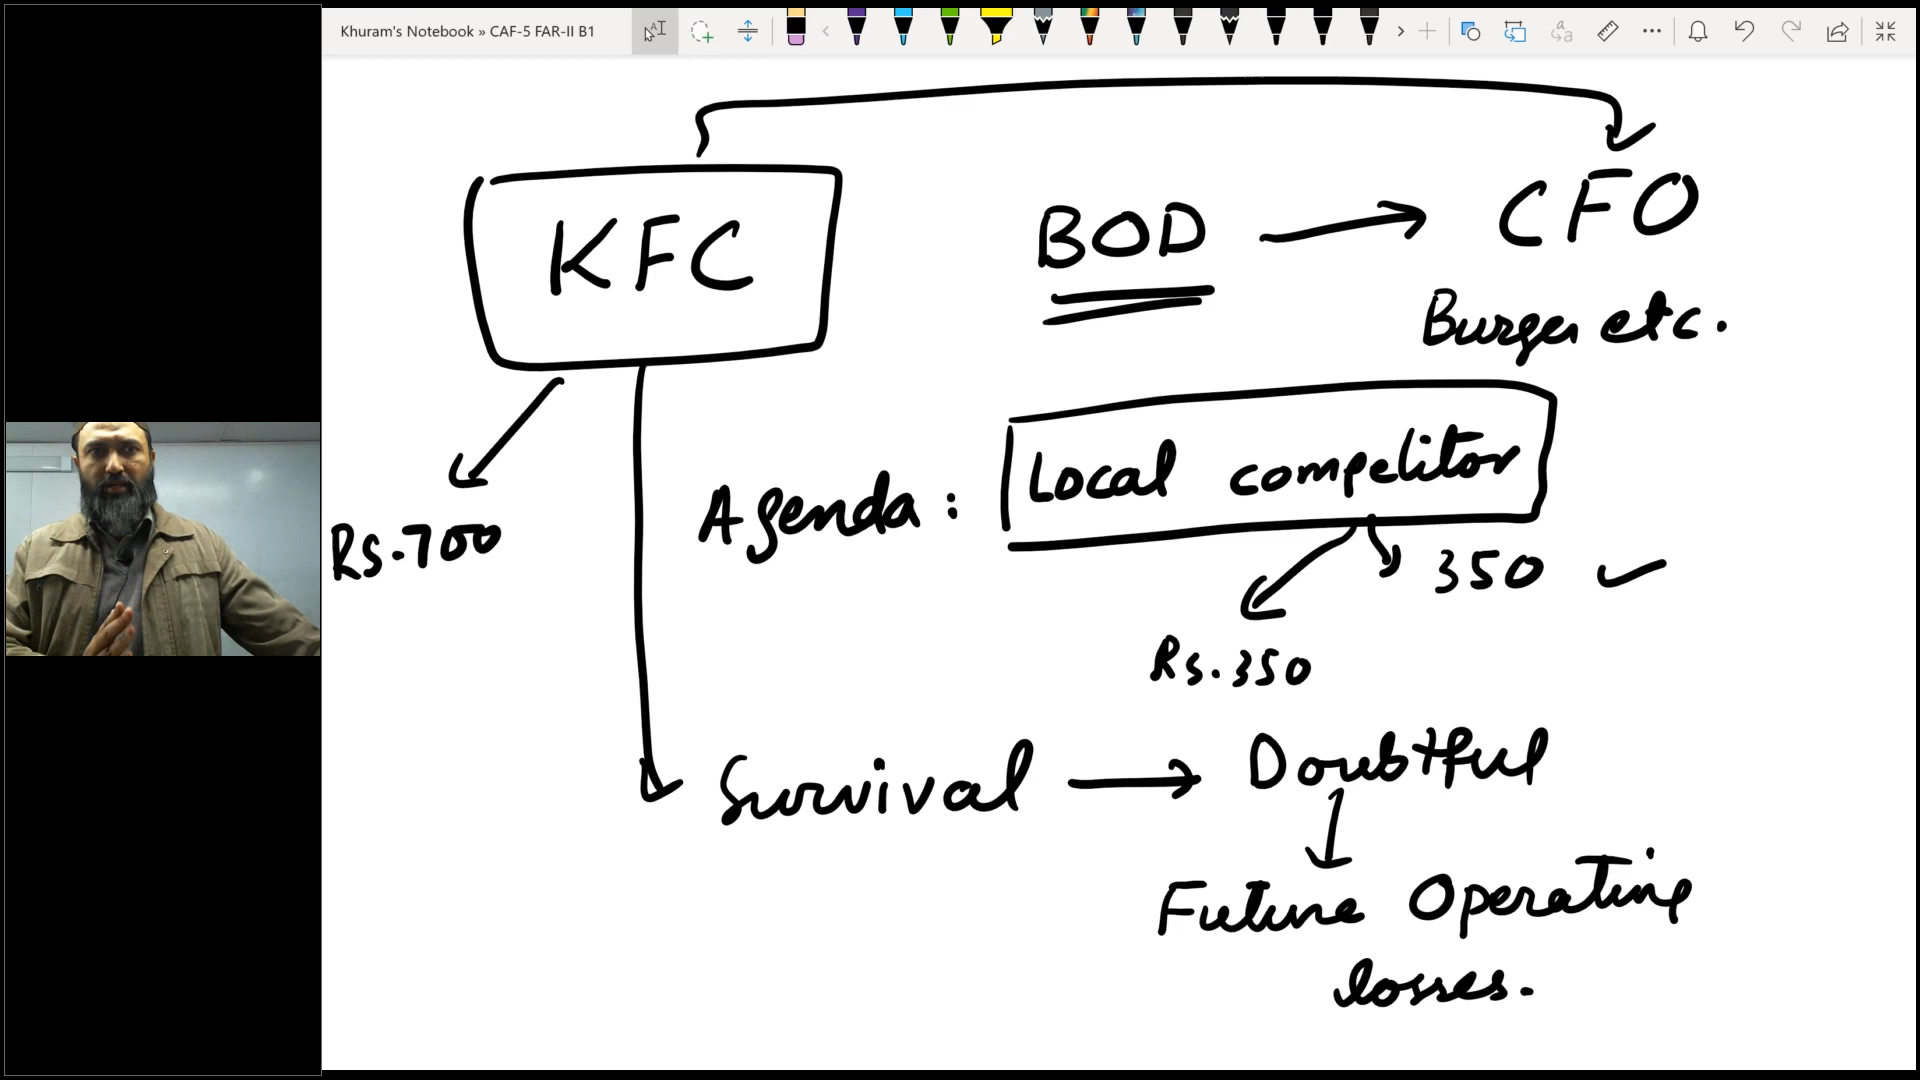 Khuram's Notebook » CAF-5 FAR-II B1
KFC
BOD → CFO
Burger etc.
Agenda: Local competitor
Rs.700
350 ✓
Rs.350
Survival → Doubtful
Future Operating
losses.